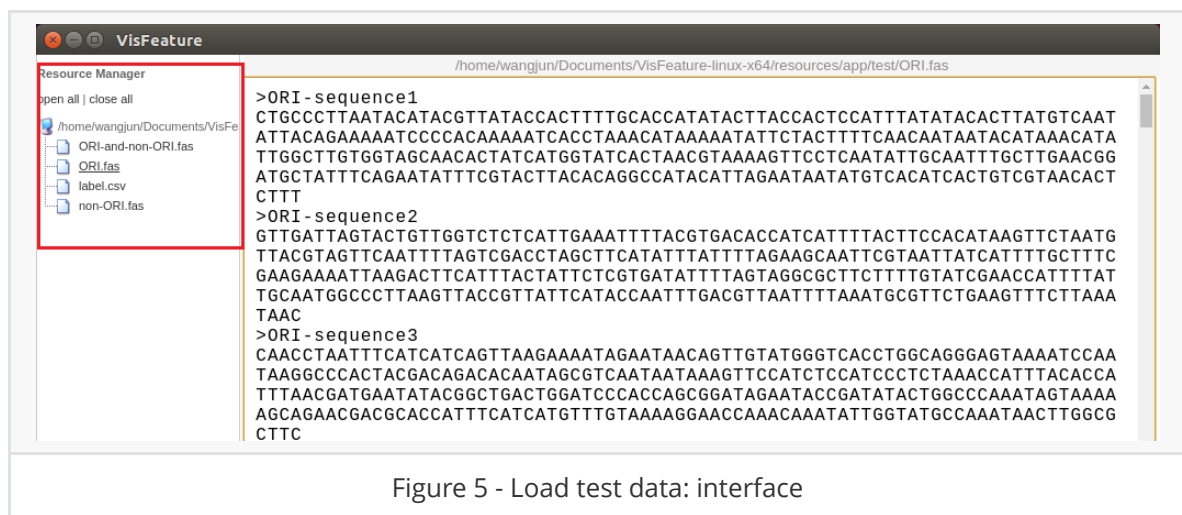 VisFeature
Resource Manager
open all | close all
/home/wangjun/Documents/VisFe
ORI-and-non-ORI.fas
ORI.fas
label.csv
non-ORI.fas
/home/wangjun/Documents/VisFeature-linux-x64/resources/app/test/ORI.fas
>ORI-sequence1
CTGCCCTTAATACATACGTTATACCACTTTTGCACCATATACTTACCACTCCATTTATATACACTTATGTCAAT
ATTACAGAAAAATCCCCACAAAAATCACCTAAACATAAAAATATTCTACTTTTCAACAATAATACATAAACATA
TTGGCTTGTGGTAGCAACACTATCATGGTATCACTAACGTAAAAGTTCCTCAATATTGCAATTTGCTTGAACGG
ATGCTATTTCAGAATATTTCGTACTTACACAGGCCATACATTAGAATAATATGTCACATCACTGTCGTAACACT
CTTT
>ORI-sequence2
GTTGATTAGTACTGTTGGTCTCTCATTGAAATTTTACGTGACACCATCATTTTACTTCCACATAAGTTCTAATG
TTACGTAGTTCAATTTTAGTCGACCTAGCTTCATATTTATTTTAGAAGCAATTCGTAATTATCATTTTGCTTTC
GAAGAAAATTAAGACTTCATTTACTATTCTCGTGATATTTTAGTAGGCGCTTCTTTTGTATCGAACCATTTTAT
TGCAATGGCCCTTAAGTTACCGTTATTCATACCAATTTGACGTTAATTTTAAATGCGTTCTGAAGTTTCTTAAA
TAAC
>ORI-sequence3
CAACCTAATTTCATCATCAGTTAAGAAAATAGAATAACAGTTGTATGGGTCACCTGGCAGGGAGTAAAATCCAA
TAAGGCCCACTACGACAGACACAATAGCGTCAATAATAAAGTTCCATCTCCATCCCTCTAAACCATTTACACCA
TTTAACGATGAATATACGGCTGACTGGATCCCACCAGCGGATAGAATACCGATATACTGGCCCAAATAGTAAAA
AGCAGAACGACGCACCATTTCATCATGTTTGTAAAAGGAACCAAACAAATATTGGTATGCCAAATAACTTGGCG
CTTC
Figure 5 - Load test data: interface